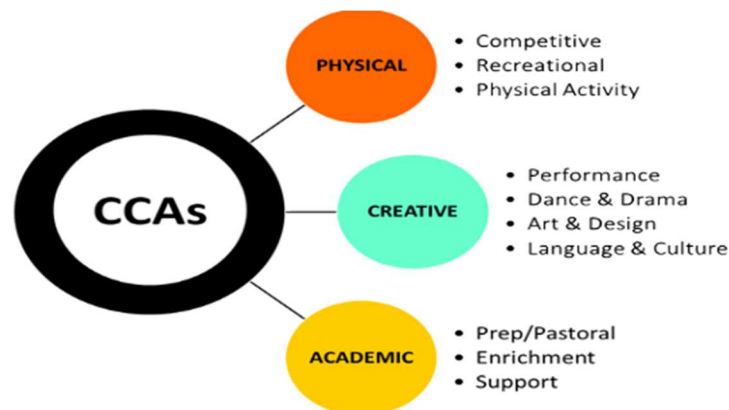 CCAs
PHYSICAL
• Competitive
• Recreational
• Physical Activity
CREATIVE
• Performance
• Dance & Drama
• Art & Design
• Language & Culture
ACADEMIC
• Prep/Pastoral
• Enrichment
• Support